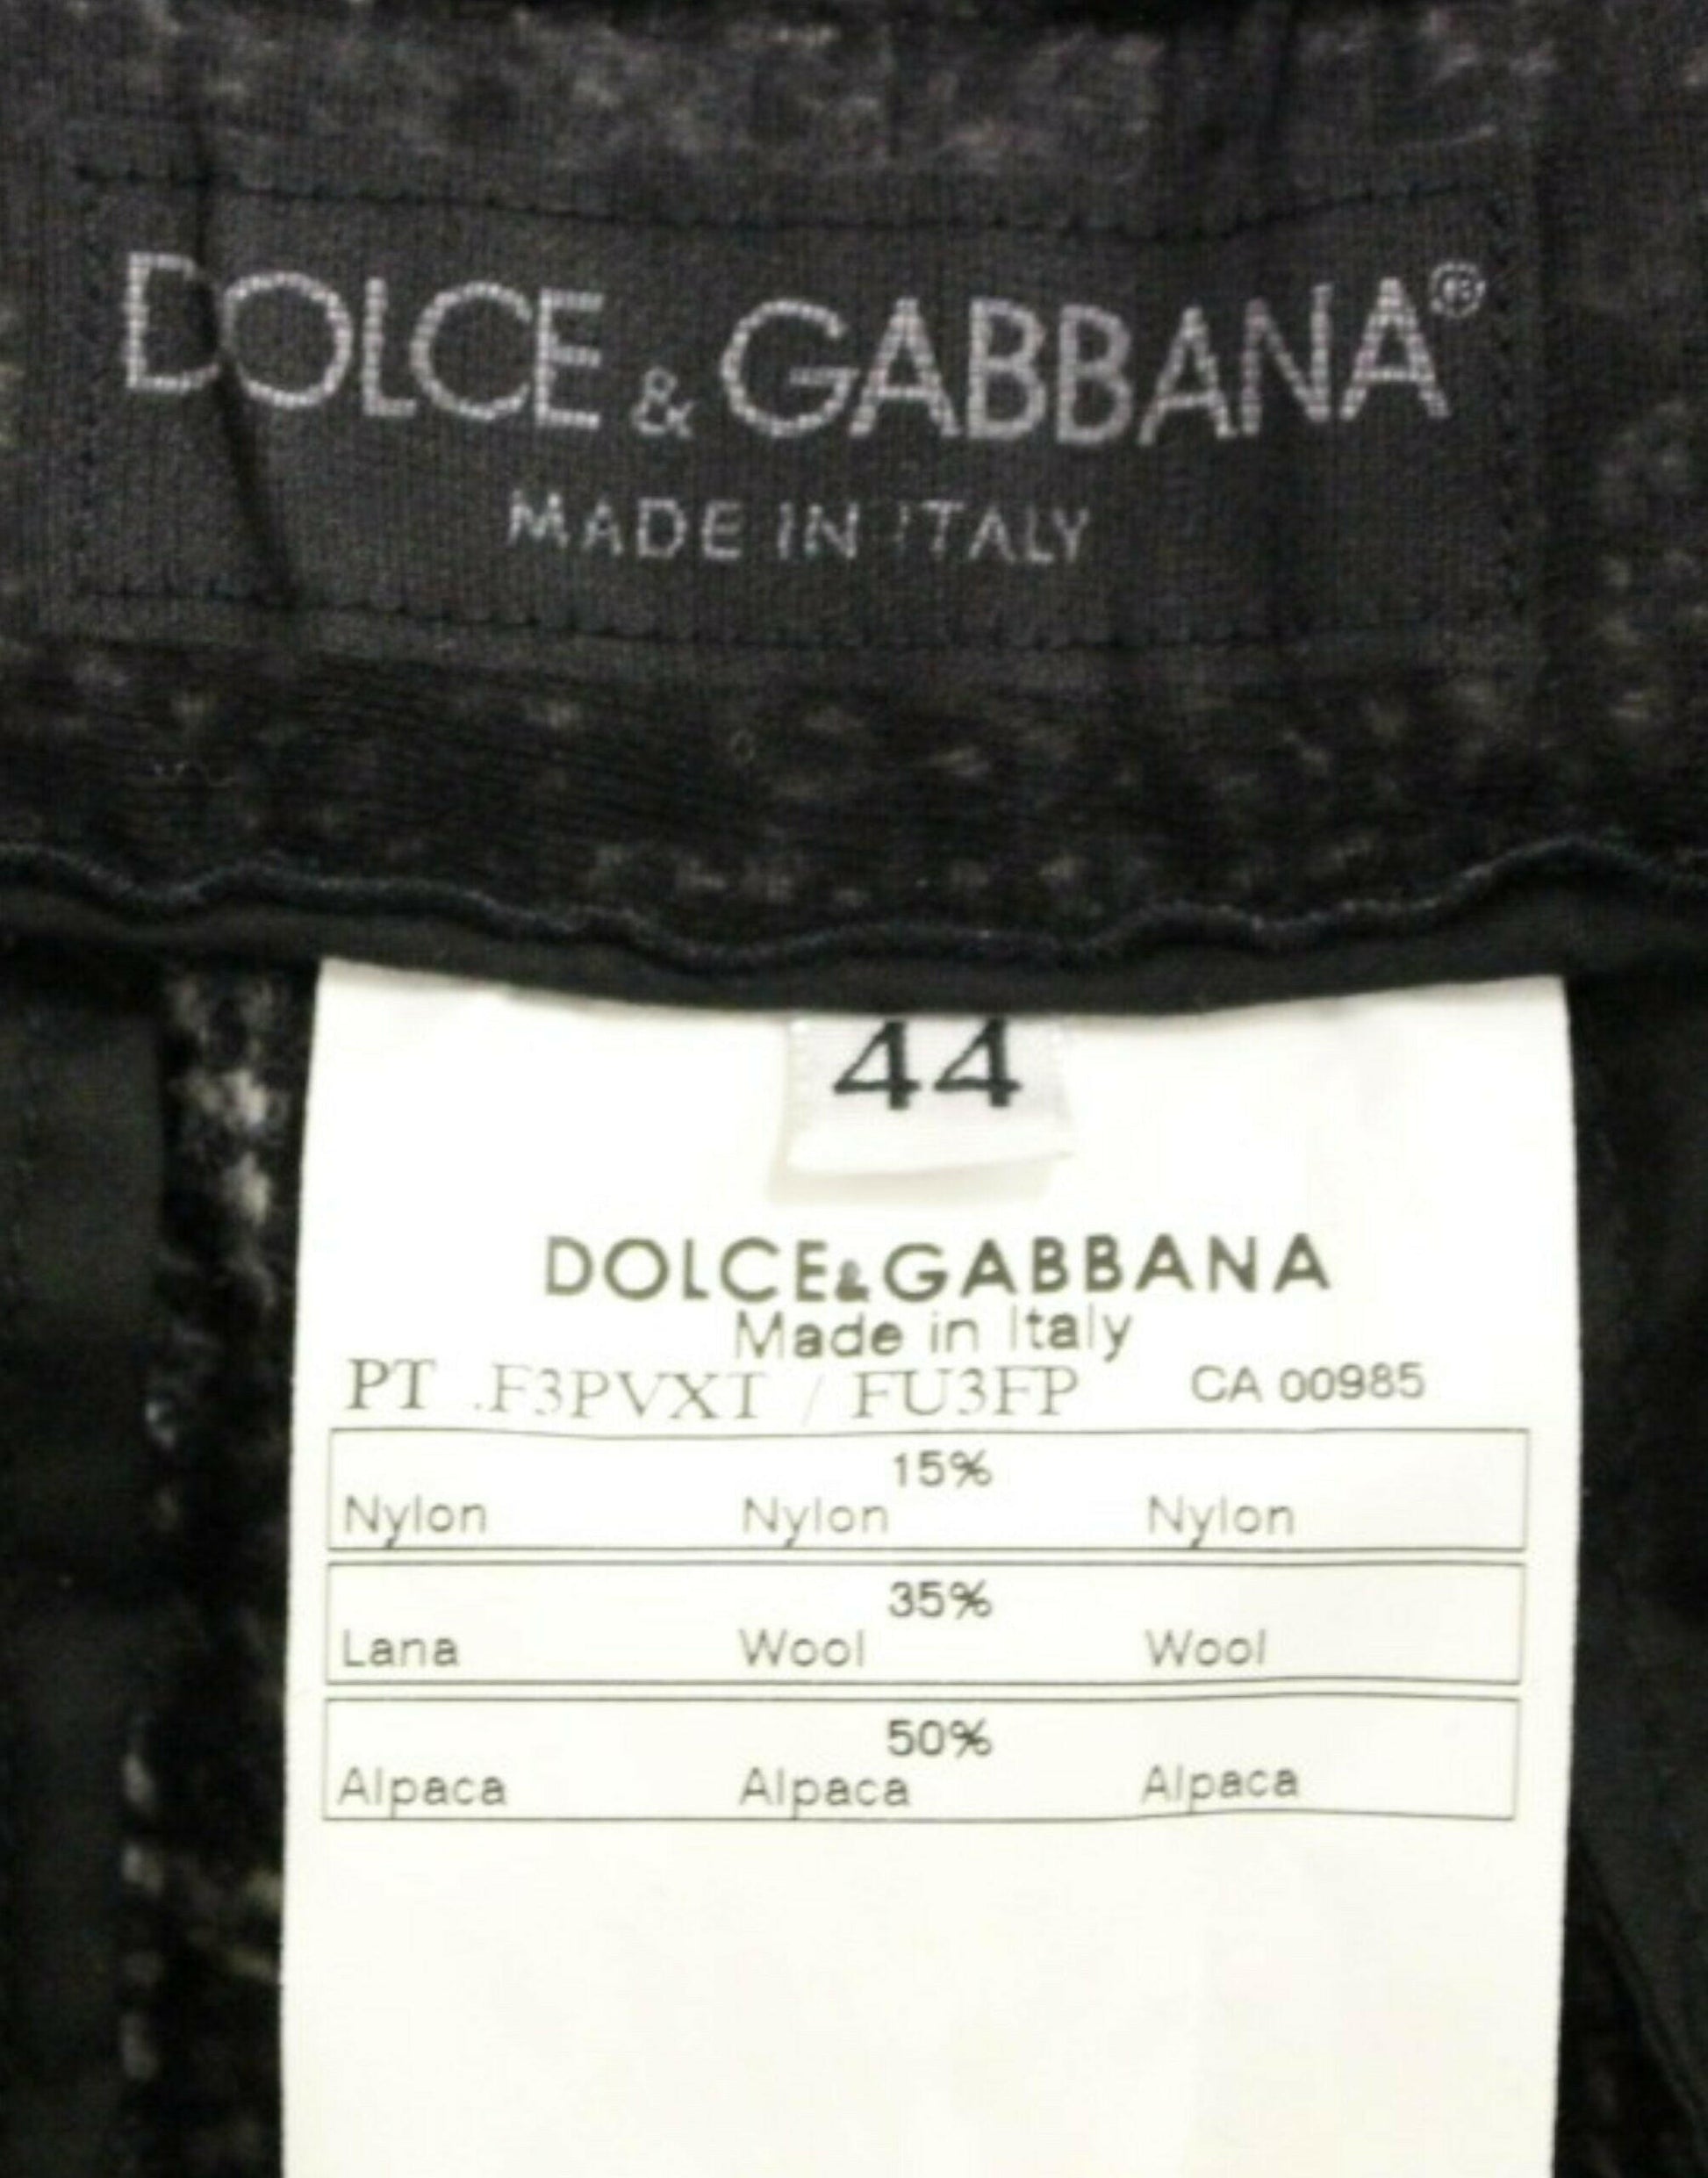 DOLCE & GABBANA®
MADE IN ITALY
44
DOLCE&GABBANA
Made in Italy
PT .F3PVXT / FU3FP CA 00985
15%
Nylon Nylon Nylon
35%
Lana Wool Wool
50%
Alpaca Alpaca Alpaca